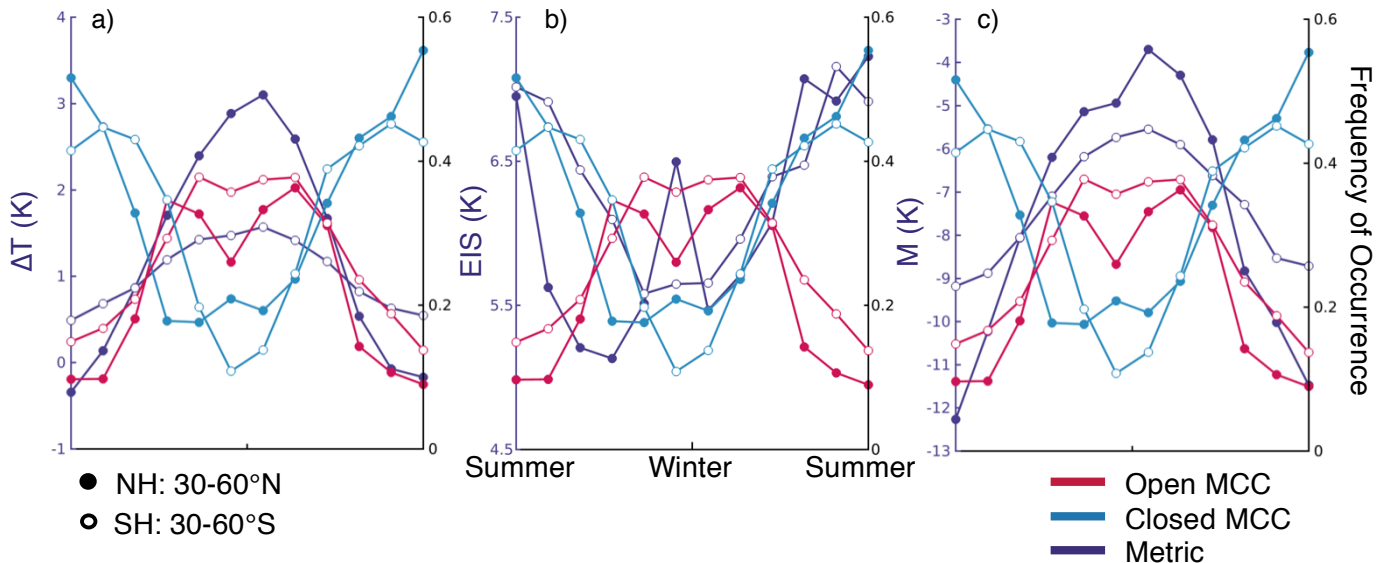 a)
b)
c)
4
3
2
1
0
-1
ΔT (K)
0.6
0.4
0.2
0
7.5
6.5
5.5
4.5
EIS (K)
0.6
0.4
0.2
0
-3
-4
-5
-6
-7
-8
-9
-10
-11
-12
-13
M (K)
0.6
0.4
0.2
0
Frequency of Occurrence
Summer Winter Summer
NH: 30-60°N
SH: 30-60°S
Open MCC
Closed MCC
Metric